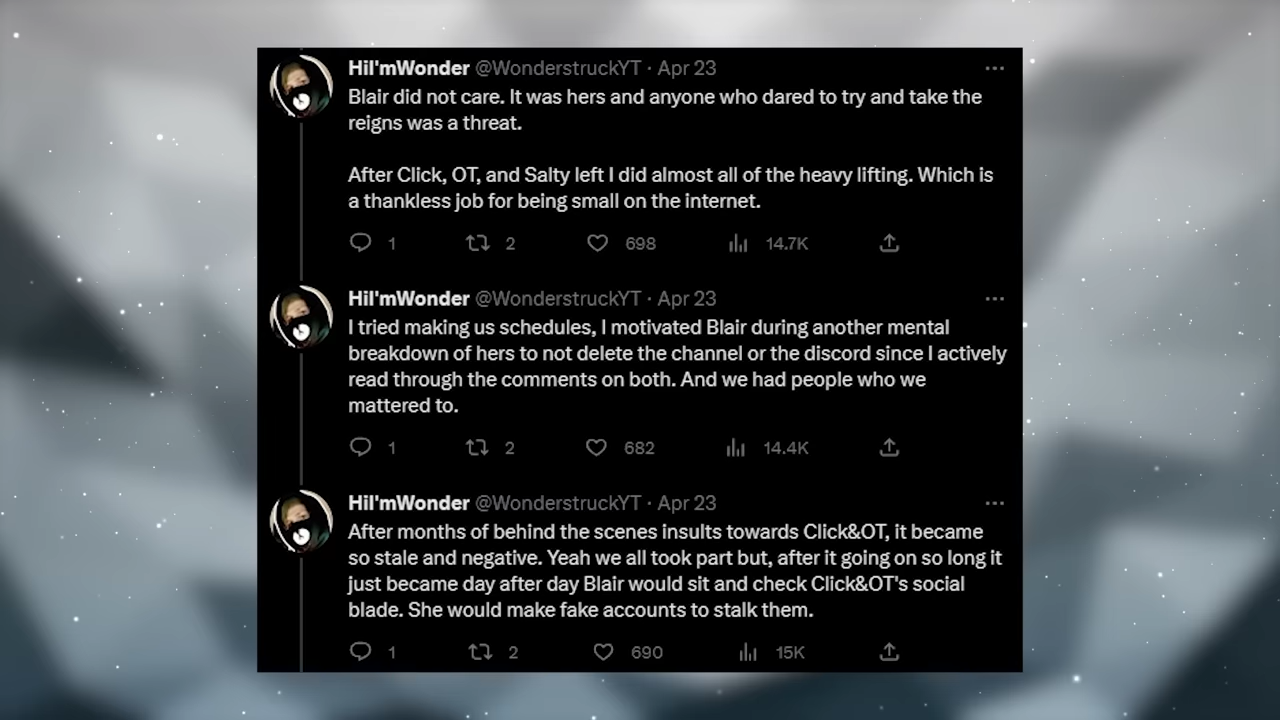 HiI'mWonder @WonderstruckYT · Apr 23
Blair did not care. It was hers and anyone who dared to try and take the
reigns was a threat.
After Click, OT, and Salty left I did almost all of the heavy lifting. Which is
a thankless job for being small on the internet.
1 2 698 14.7K
HiI'mWonder @WonderstruckYT · Apr 23
I tried making us schedules, I motivated Blair during another mental
breakdown of hers to not delete the channel or the discord since I actively
read through the comments on both. And we had people who we
mattered to.
1 2 682 14.4K
HiI'mWonder @WonderstruckYT · Apr 23
After months of behind the scenes insults towards Click&OT, it became
so stale and negative. Yeah we all took part but, after it going on so long it
just became day after day Blair would sit and check Click&OT's social
blade. She would make fake accounts to stalk them.
1 2 690 15K